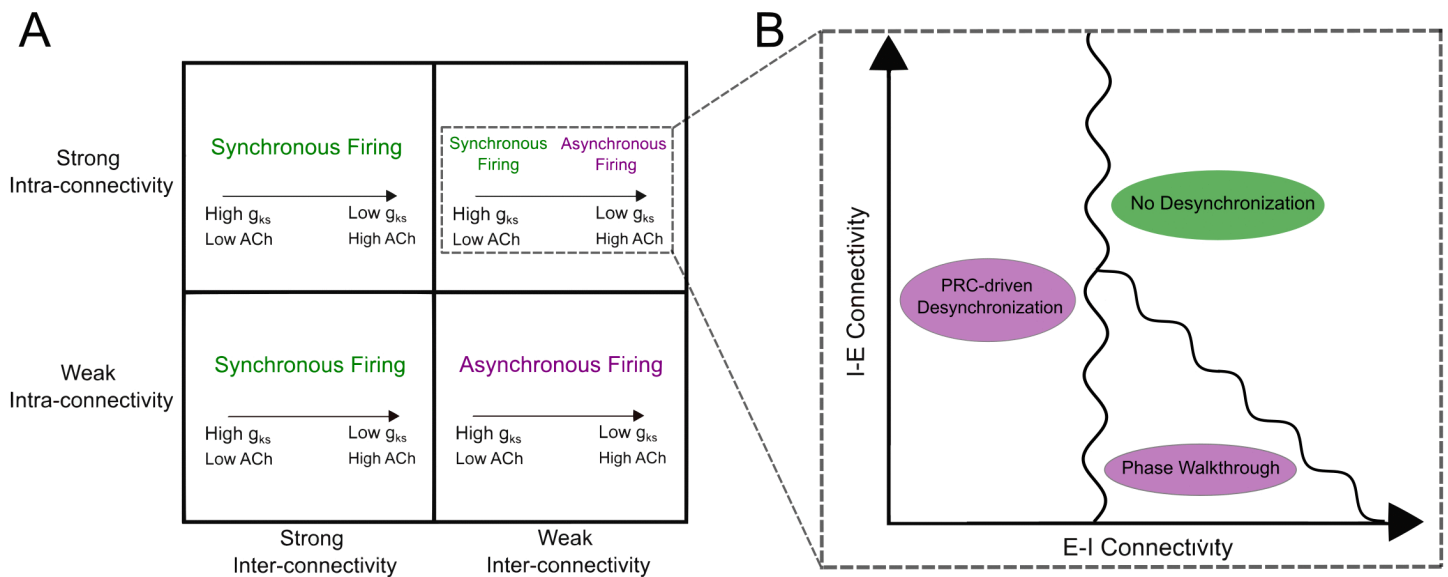 A
Strong
Intra-connectivity
Synchronous Firing
High gks
Low gks
Low ACh
High ACh
Synchronous
Firing
Asynchronous
Firing
High gks
Low gks
Low ACh
High ACh
Weak
Intra-connectivity
Synchronous Firing
High gks
Low gks
Low ACh
High ACh
Asynchronous Firing
High gks
Low gks
Low ACh
High ACh
Strong
Inter-connectivity
Weak
Inter-connectivity
B
I-E Connectivity
No Desynchronization
PRC-driven
Desynchronization
Phase Walkthrough
E-I Connectivity